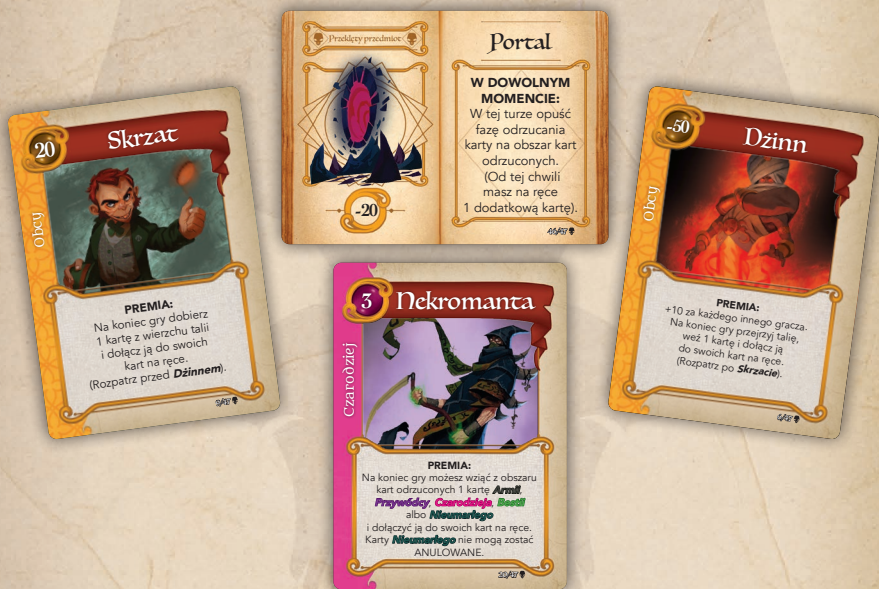 Przeklęty przedmiot
-20
Portal
W DOWOLNYM
MOMENCIE:
W tej turze opuść
fazę odrzucania
karty na obszar kart
odrzuconych.
(Od tej chwili
masz na ręce
1 dodatkową kartę).
20
Skrzat
Obcy
PREMIA:
Na koniec gry dobierz
1 kartę z wierzchu talii
i dołącz ją do swoich
kart na ręce.
(Rozpatrz przed Dżinnem).
3
Nekromanta
Czarodziej
PREMIA:
Na koniec gry możesz wziąć z obszaru
kart odrzuconych 1 kartę Armii,
Przywódcy, Czarodzieja, Bestii
albo Nieumarłego
i dołączyć ją do swoich kart na ręce.
Karty Nieumarłego nie mogą zostać
ANULOWANE.
-50
Dżinn
Obcy
PREMIA:
+10 za każdego innego gracza.
Na koniec gry przejrzyj talię,
weź 1 kartę i dołącz ją
do swoich kart na ręce.
(Rozpatrz po Skrzacie).